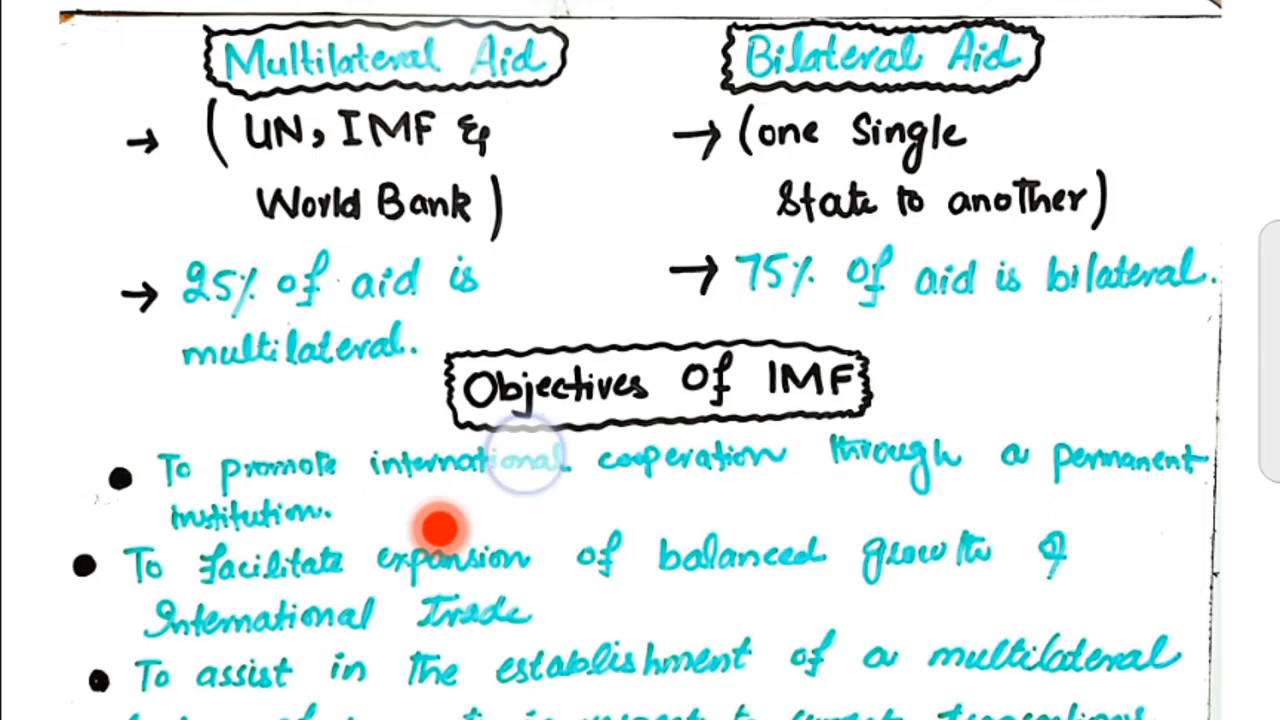 Multilateral Aid
→ (UN, IMF &
World Bank)
→ 25% of aid is
multilateral.
Bilateral Aid
→ (one Single
State to another)
→ 75% of aid is bilateral.
Objectives of IMF
• To promote international cooperation through a permanent
institution.
• To facilitate expansion of balanced growth of
International Trade
• To assist in the establishment of a multilateral